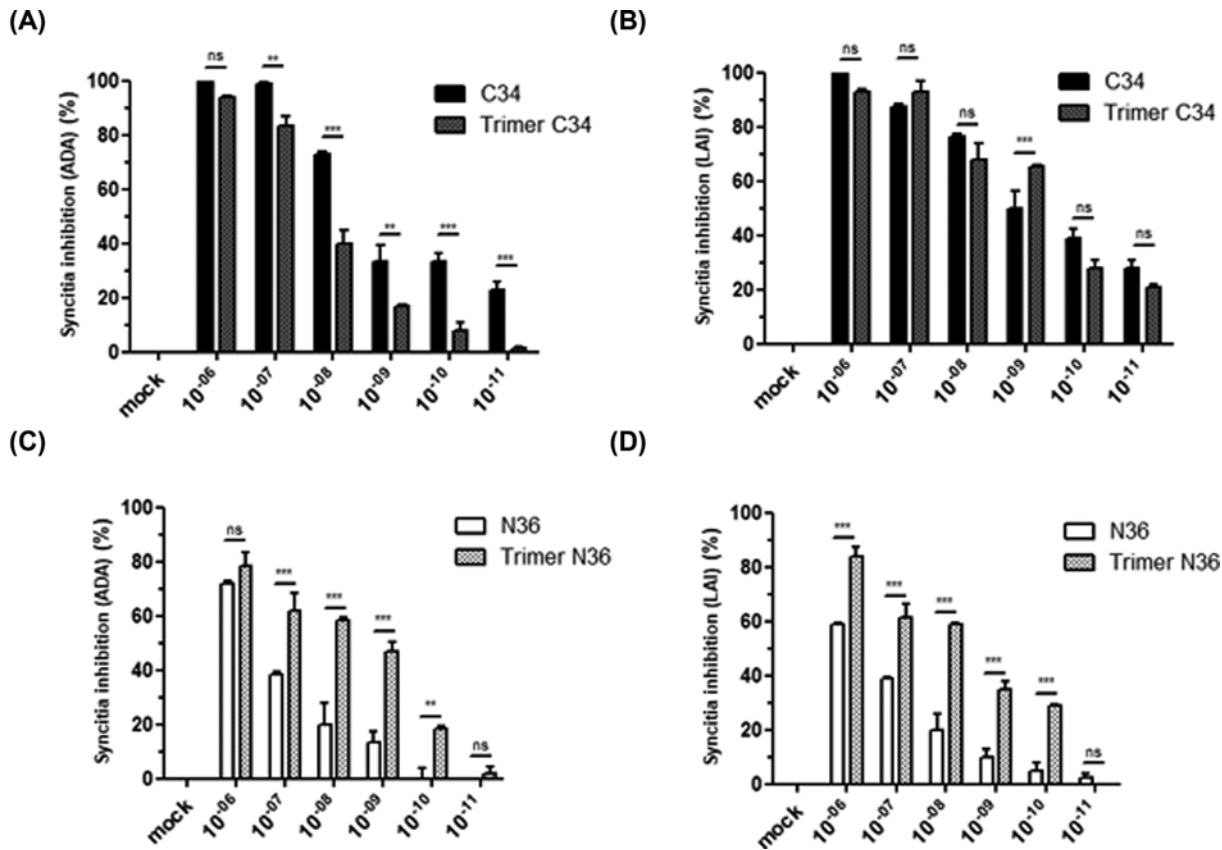 (A)
Syncitia inhibition (ADA) (%)
100
80
60
40
20
0
ns
**
***
**
***
***
C34
Trimer C34
mock
10-06
10-07
10-08
10-09
10-10
10-11
(B)
Syncitia inhibition (LAI) (%)
100
80
60
40
20
0
ns
ns
ns
***
ns
ns
C34
Trimer C34
mock
10-06
10-07
10-08
10-09
10-10
10-11
(C)
Syncitia inhibition (ADA) (%)
100
80
60
40
20
0
ns
***
***
***
**
ns
N36
Trimer N36
mock
10-06
10-07
10-08
10-09
10-10
10-11
(D)
Syncitia inhibition (LAI) (%)
100
80
60
40
20
0
***
***
***
***
***
ns
N36
Trimer N36
mock
10-06
10-07
10-08
10-09
10-10
10-11